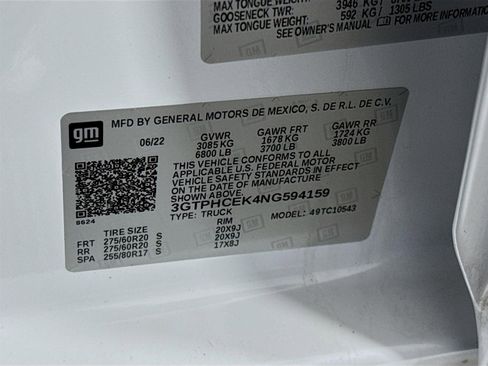 MAX TONGUE WEIGHT: 3946 KG
GOOSENECK TWR:
MAX TONGUE WEIGHT: 592 KG / 1305 LBS
SEE OWNER'S MANUAL FOR MORE INFORMATION
gm
MFD BY GENERAL MOTORS DE MEXICO, S. DE R.L. DE C.V.
06/22 GVWR GAWR FRT GAWR RR
3085 KG 1678 KG 1724 KG
6800 LB 3700 LB 3800 LB
THIS VEHICLE CONFORMS TO ALL
APPLICABLE U.S. FEDERAL MOTOR
VEHICLE SAFETY STANDARDS IN EFFECT
ON THE DATE OF MANUFACTURE
SHOWN ABOVE.
3GTPHCEK4NG594159
TYPE: TRUCK MODEL: 49TC10543
8624
TIRE SIZE RIM
FRT 275/60R20 S 20X9J
RR 275/60R20 S 20X9J
SPA 255/80R17 S 17X8J